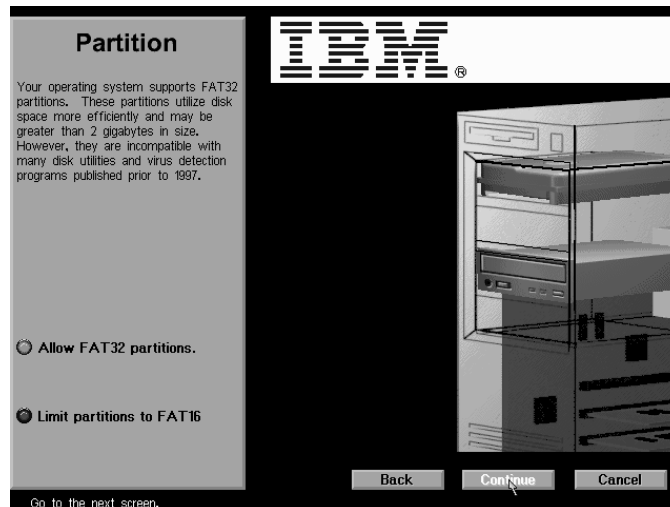 Partition
Your operating system supports FAT32
partitions. These partitions utilize disk
space more efficiently and may be
greater than 2 gigabytes in size.
However, they are incompatible with
many disk utilities and virus detection
programs published prior to 1997.
Allow FAT32 partitions.
Limit partitions to FAT16
IBM®
Back
Continue
Cancel
Go to the next screen.